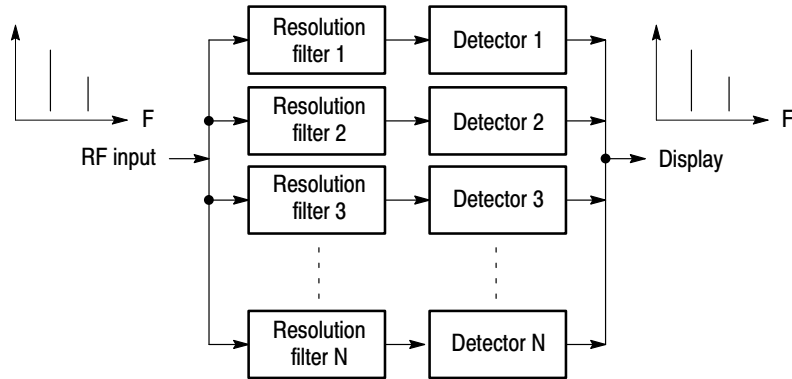 Resolution
filter 1
Detector 1
F
Resolution
filter 2
Detector 2
F
RF input
Display
Resolution
filter 3
Detector 3
Resolution
filter N
Detector N